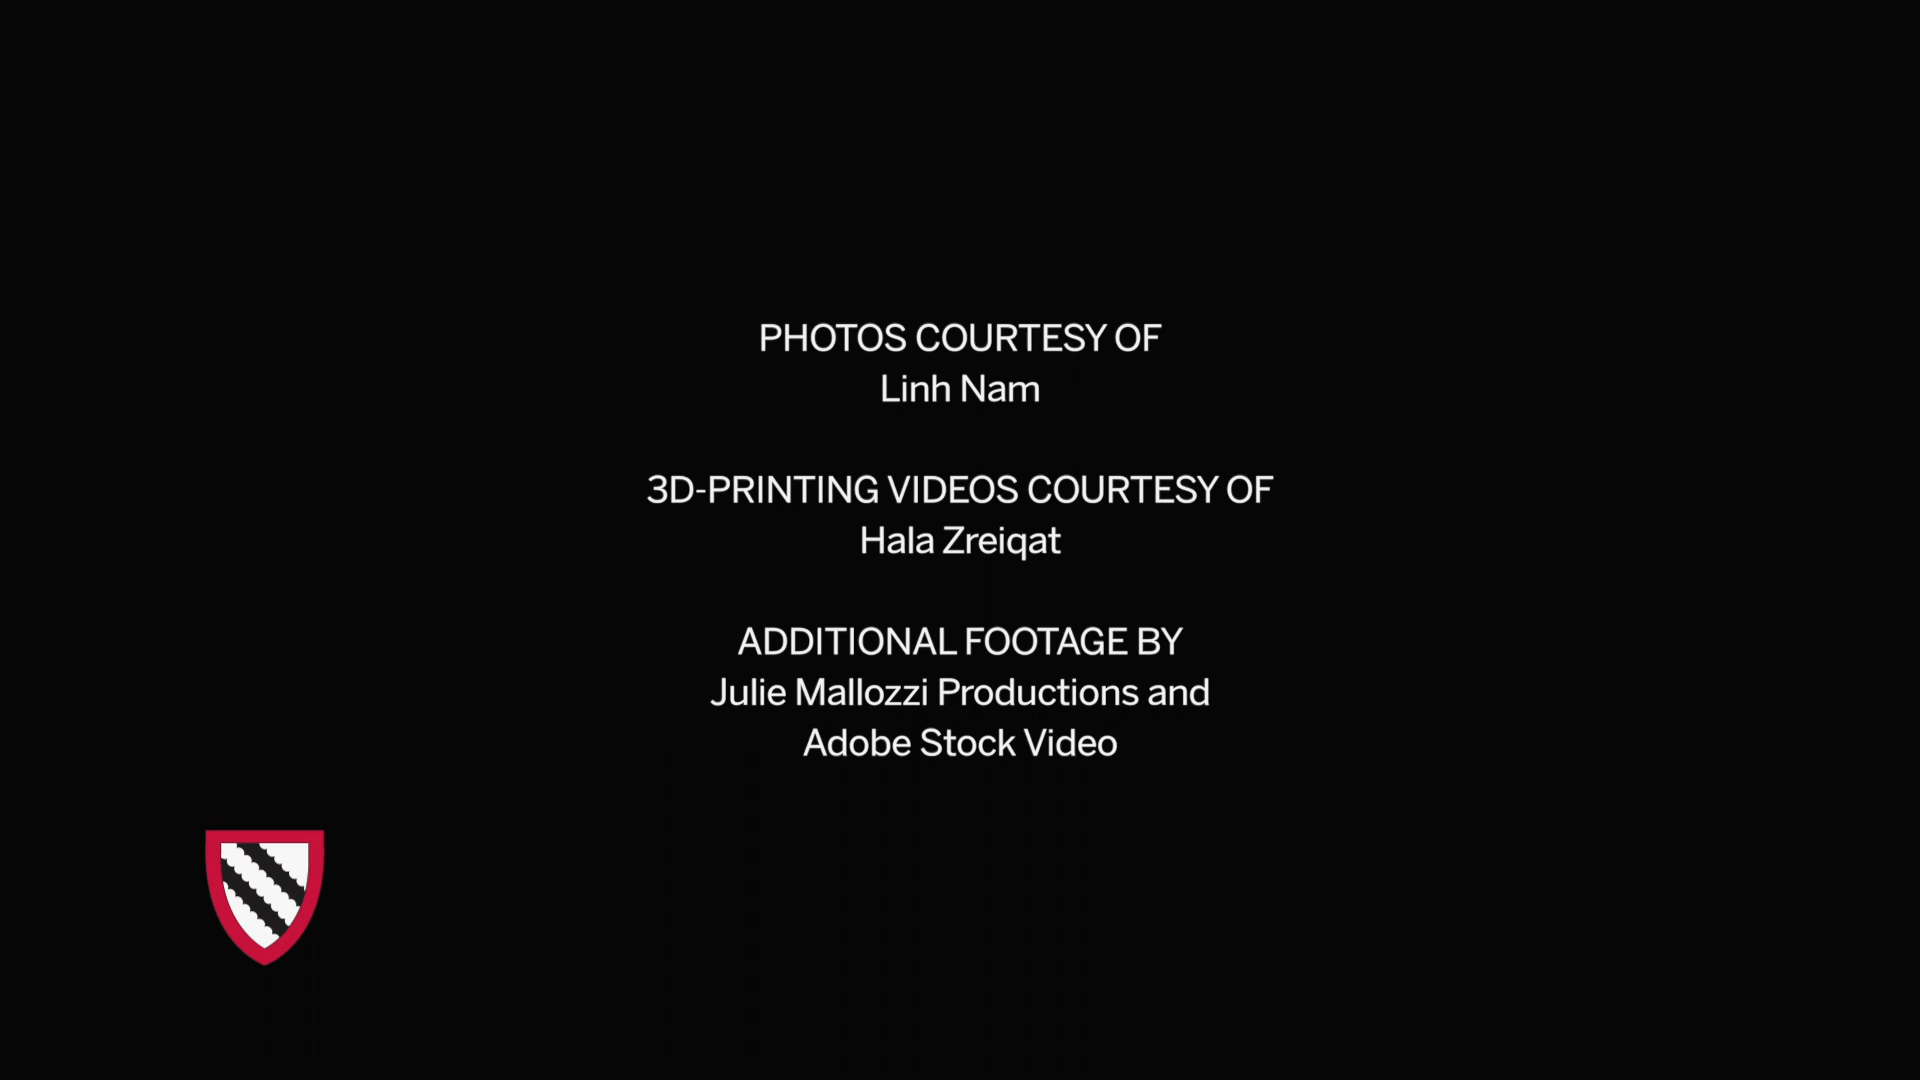 PHOTOS COURTESY OF
Linh Nam
3D-PRINTING VIDEOS COURTESY OF
Hala Zreiqat
ADDITIONAL FOOTAGE BY
Julie Mallozzi Productions and
Adobe Stock Video